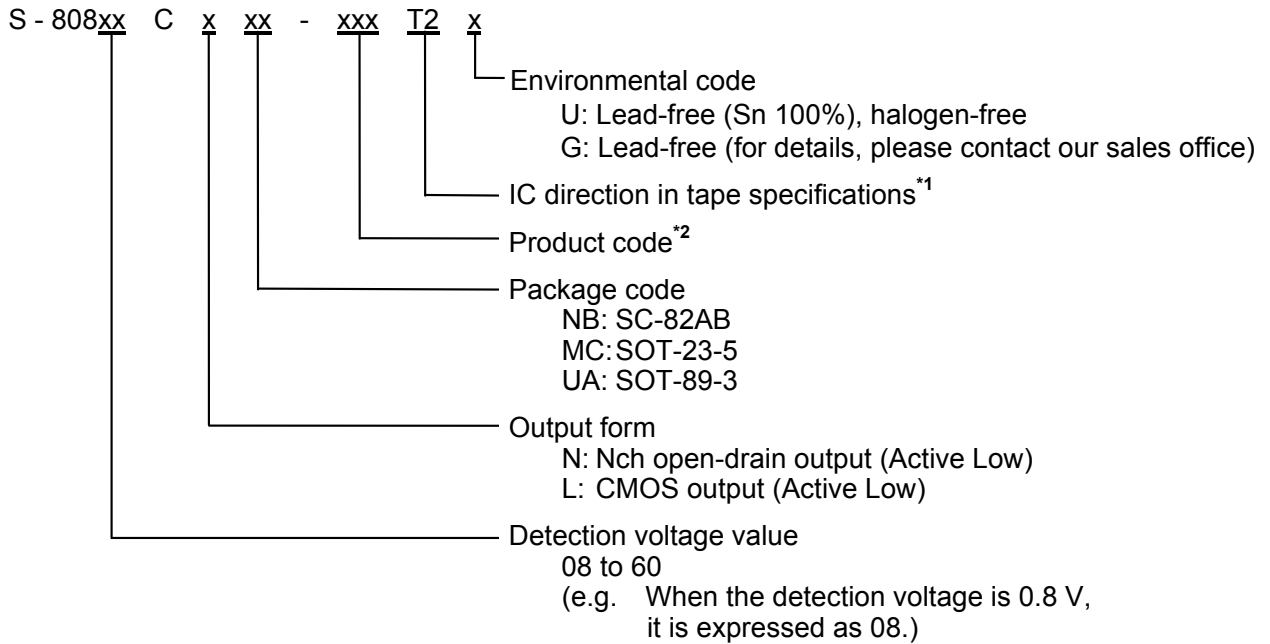 S - 808xx C x xx - xxx T2 x
Environmental code
U: Lead-free (Sn 100%), halogen-free
G: Lead-free (for details, please contact our sales office)
IC direction in tape specifications*1
Product code*2
Package code
NB: SC-82AB
MC: SOT-23-5
UA: SOT-89-3
Output form
N: Nch open-drain output (Active Low)
L: CMOS output (Active Low)
Detection voltage value
08 to 60
(e.g. When the detection voltage is 0.8 V,
it is expressed as 08.)